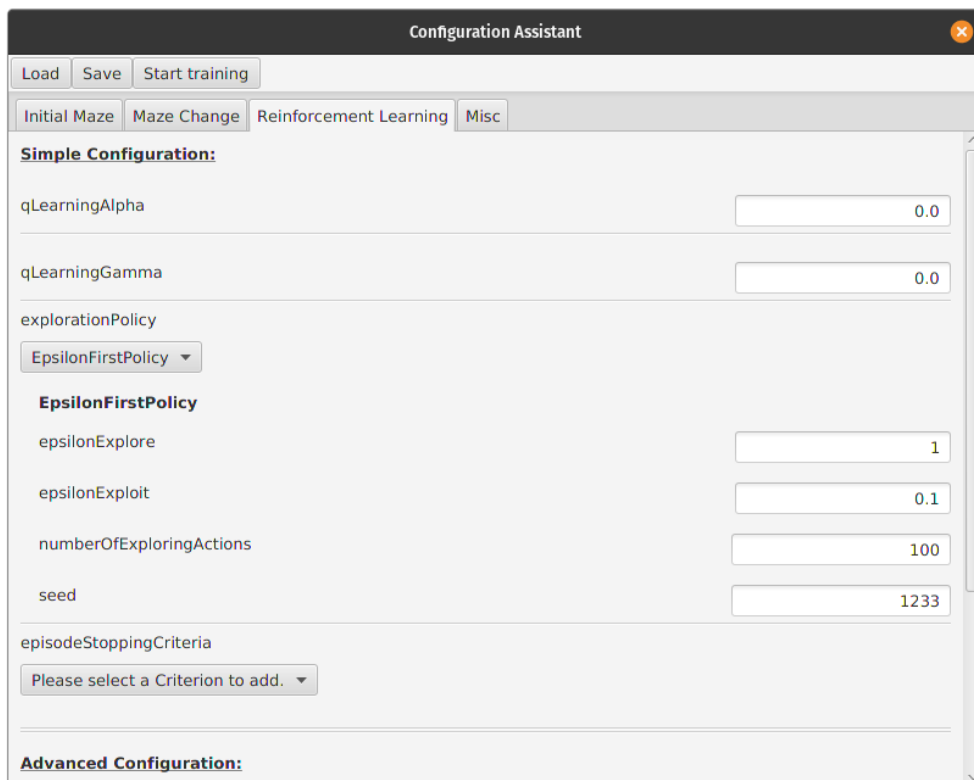 Configuration Assistant
Load Save Start training
Initial Maze Maze Change Reinforcement Learning Misc
Simple Configuration:
qLearningAlpha 0.0
qLearningGamma 0.0
explorationPolicy
EpsilonFirstPolicy
EpsilonFirstPolicy
epsilonExplore 1
epsilonExploit 0.1
numberOfExploringActions 100
seed 1233
episodeStoppingCriteria
Please select a Criterion to add.
Advanced Configuration: